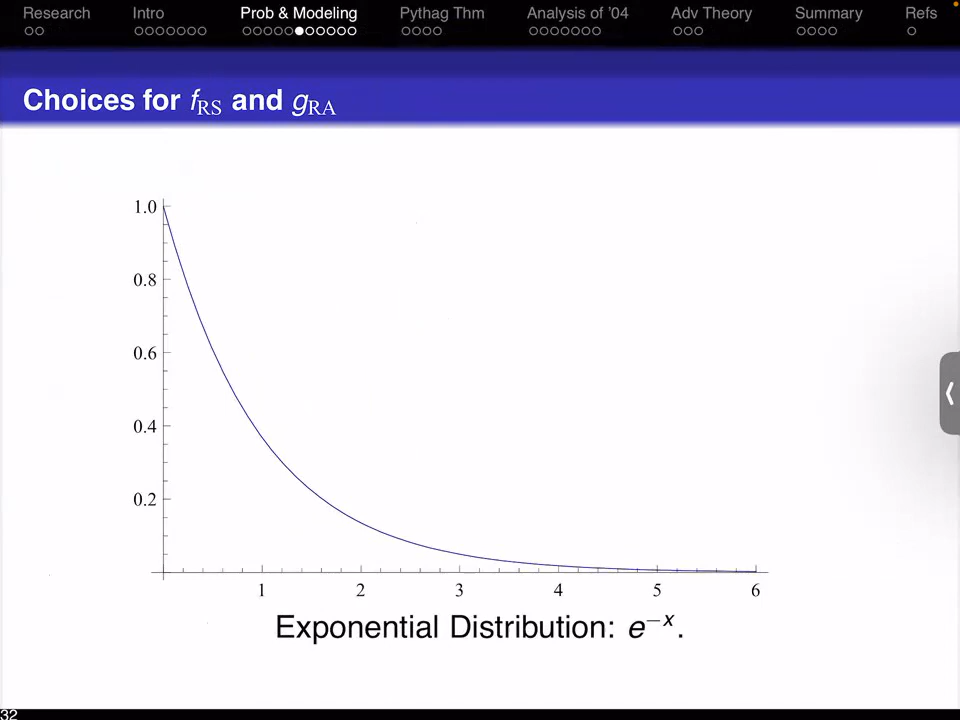 Research Intro Prob & Modeling Pythag Thm Analysis of '04 Adv Theory Summary Refs
Choices for fRS and gRA
1.0
0.8
0.6
0.4
0.2
1 2 3 4 5 6
Exponential Distribution: e^−x.
32